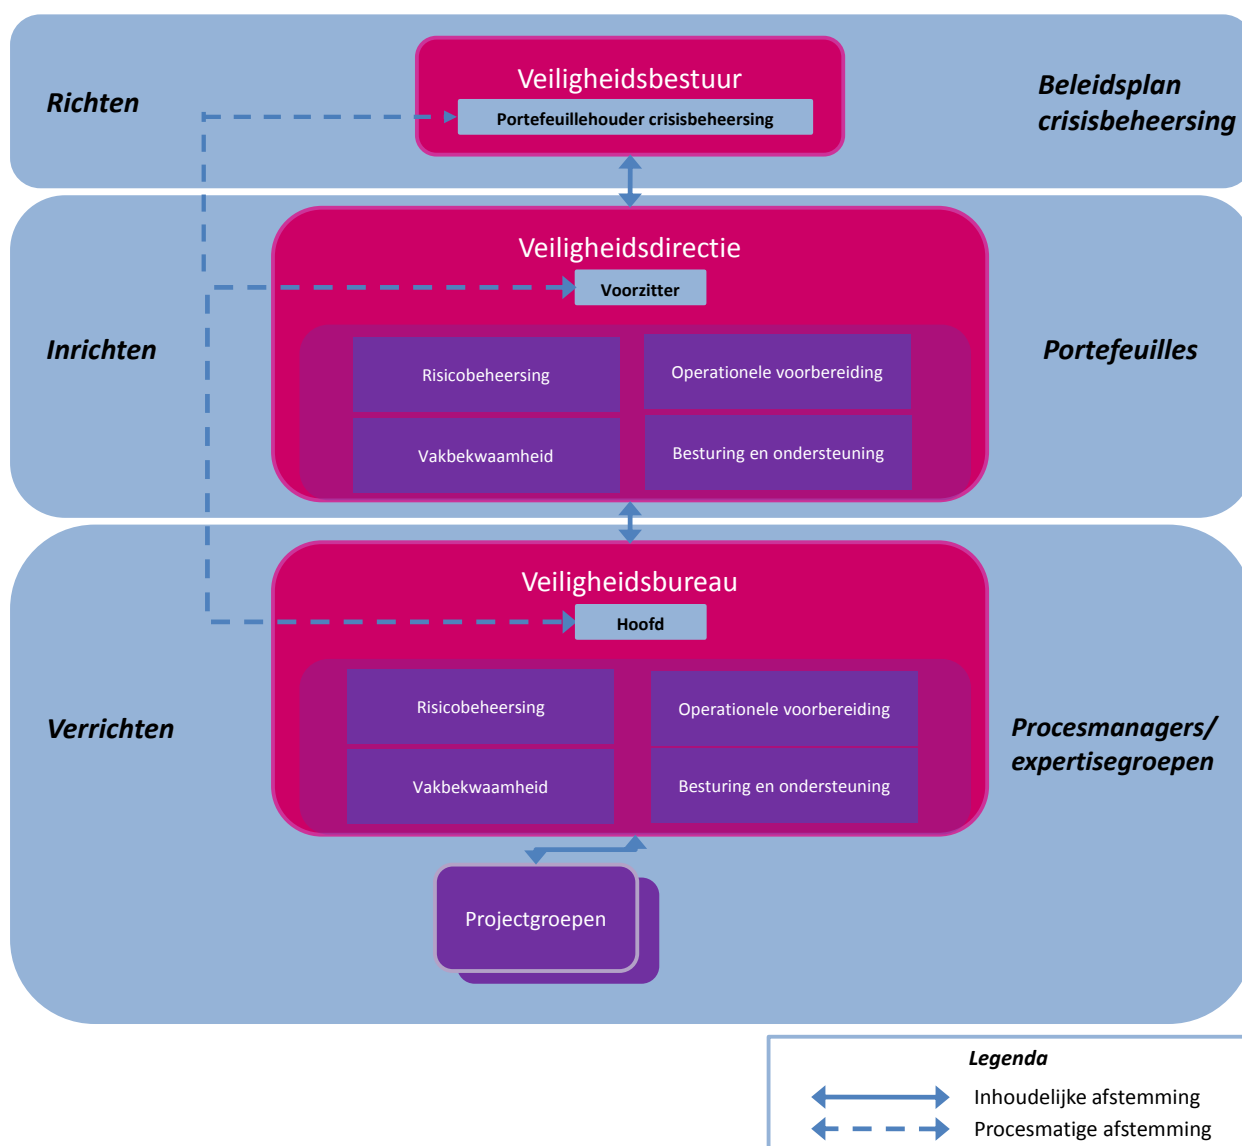 Richten
Veiligheidsbestuur
Portefeuillehouder crisisbeheersing
Beleidsplan
crisisbeheersing
Inrichten
Veiligheidsdirectie
Voorzitter
Risicobeheersing
Operationele voorbereiding
Vakbekwaamheid
Besturing en ondersteuning
Portefeuilles
Verrichten
Veiligheidsbureau
Hoofd
Risicobeheersing
Operationele voorbereiding
Vakbekwaamheid
Besturing en ondersteuning
Procesmanagers/
expertisegroepen
Projectgroepen
Legenda
Inhoudelijke afstemming
Procesmatige afstemming